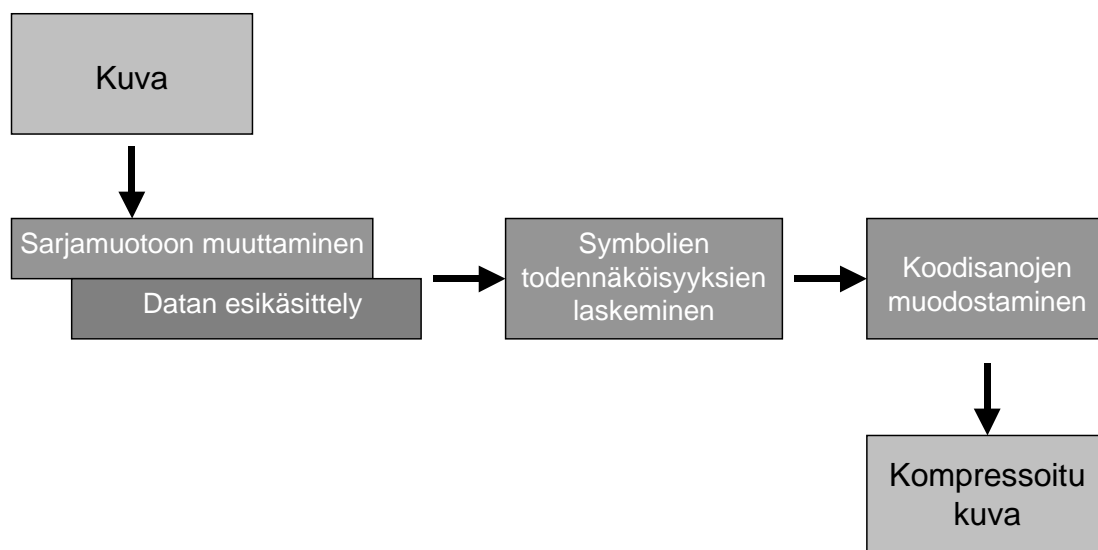 Kuva
Sarjamuotoon muuttaminen
Datan esikäsittely
Symbolien
todennäköisyyksien
laskeminen
Koodisanojen
muodostaminen
Kompressoitu
kuva